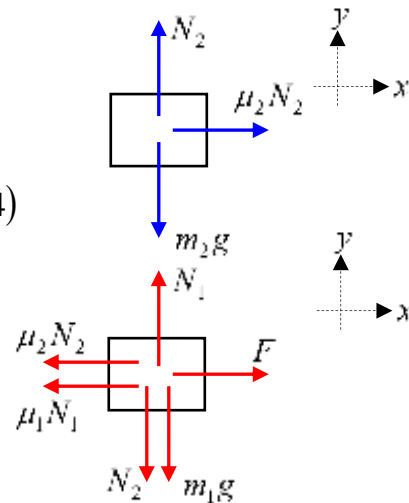 y
N₂
x
μ₂N₂
4)
m₂g
N₁
y
x
μ₂N₂
F
μ₁N₁
N₂ m₁g